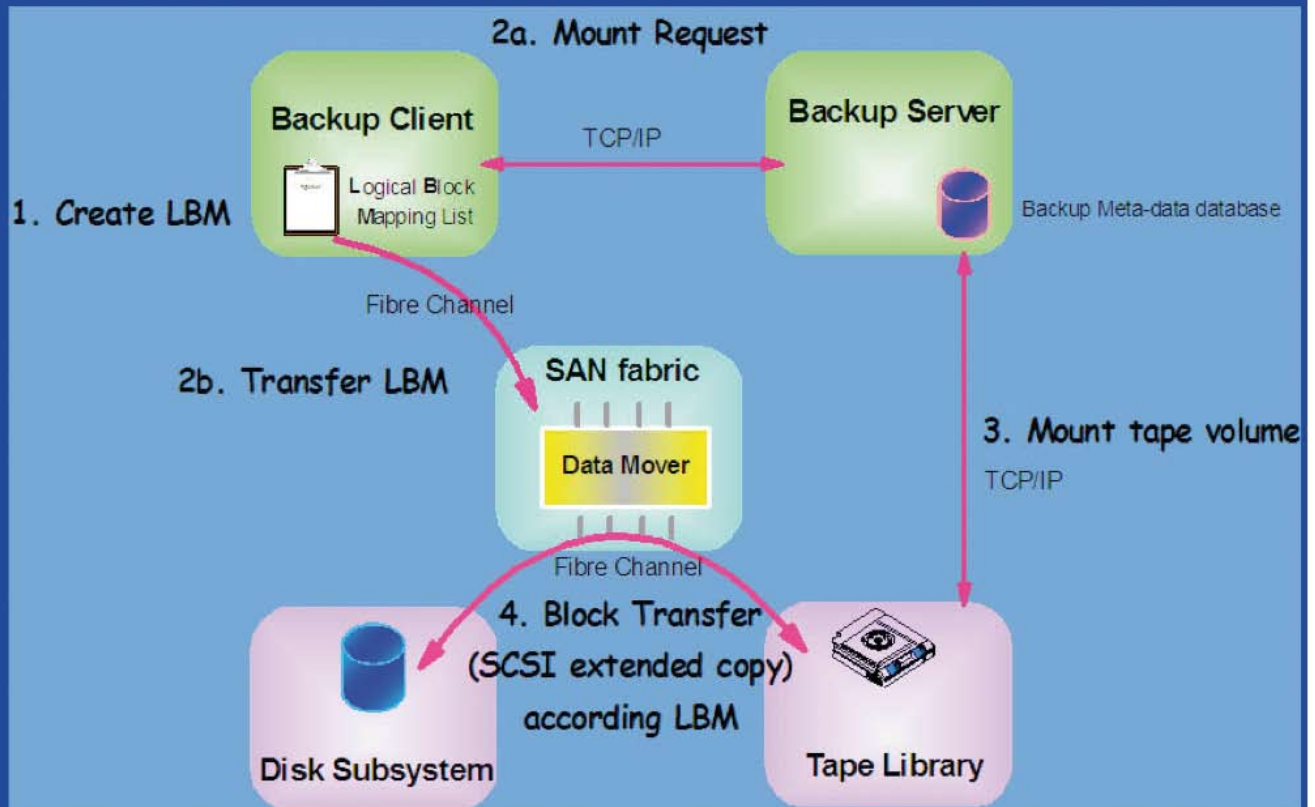 2a. Mount Request
Backup Client
Backup Server
TCP/IP
Logical Block
Mapping List
1. Create LBM
Backup Meta-data database
Fibre Channel
2b. Transfer LBM
SAN fabric
Data Mover
3. Mount tape volume
TCP/IP
Fibre Channel
4. Block Transfer
(SCSI extended copy)
according LBM
Disk Subsystem
Tape Library